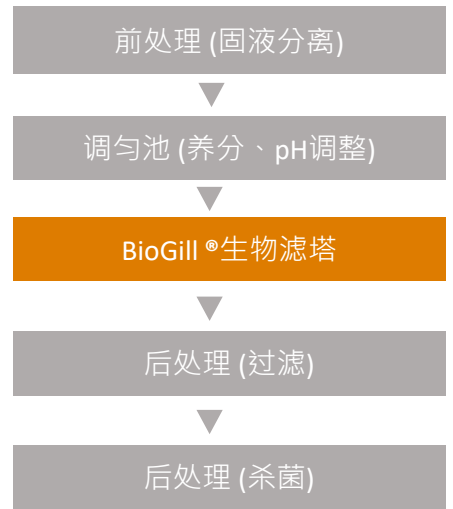 前处理 (固液分离)
调匀池 (养分、pH调整)
BioGill ®生物滤塔
后处理 (过滤)
后处理 (杀菌)